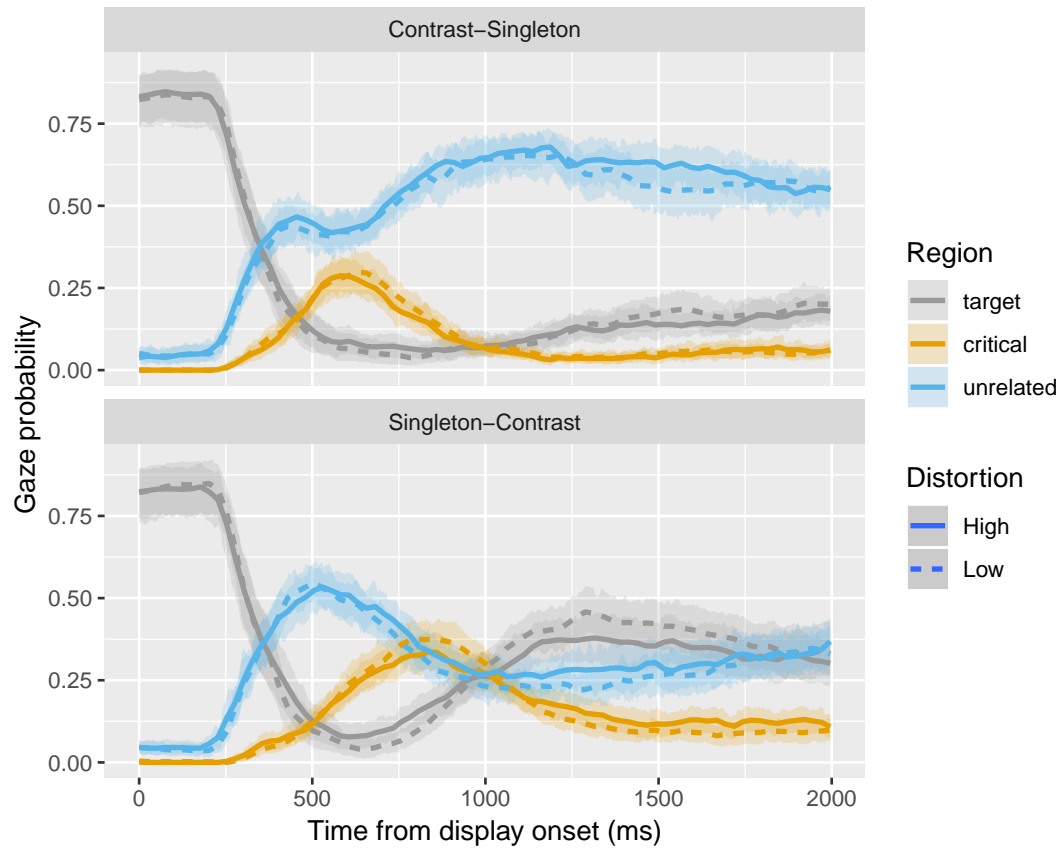 Contrast−Singleton
0.75
0.50
0.25
0.00
Singleton−Contrast
0.75
0.50
0.25
0.00
0
500
1000
1500
2000
Time from display onset (ms)
Gaze probability
Region
target
critical
unrelated
Distortion
High
Low